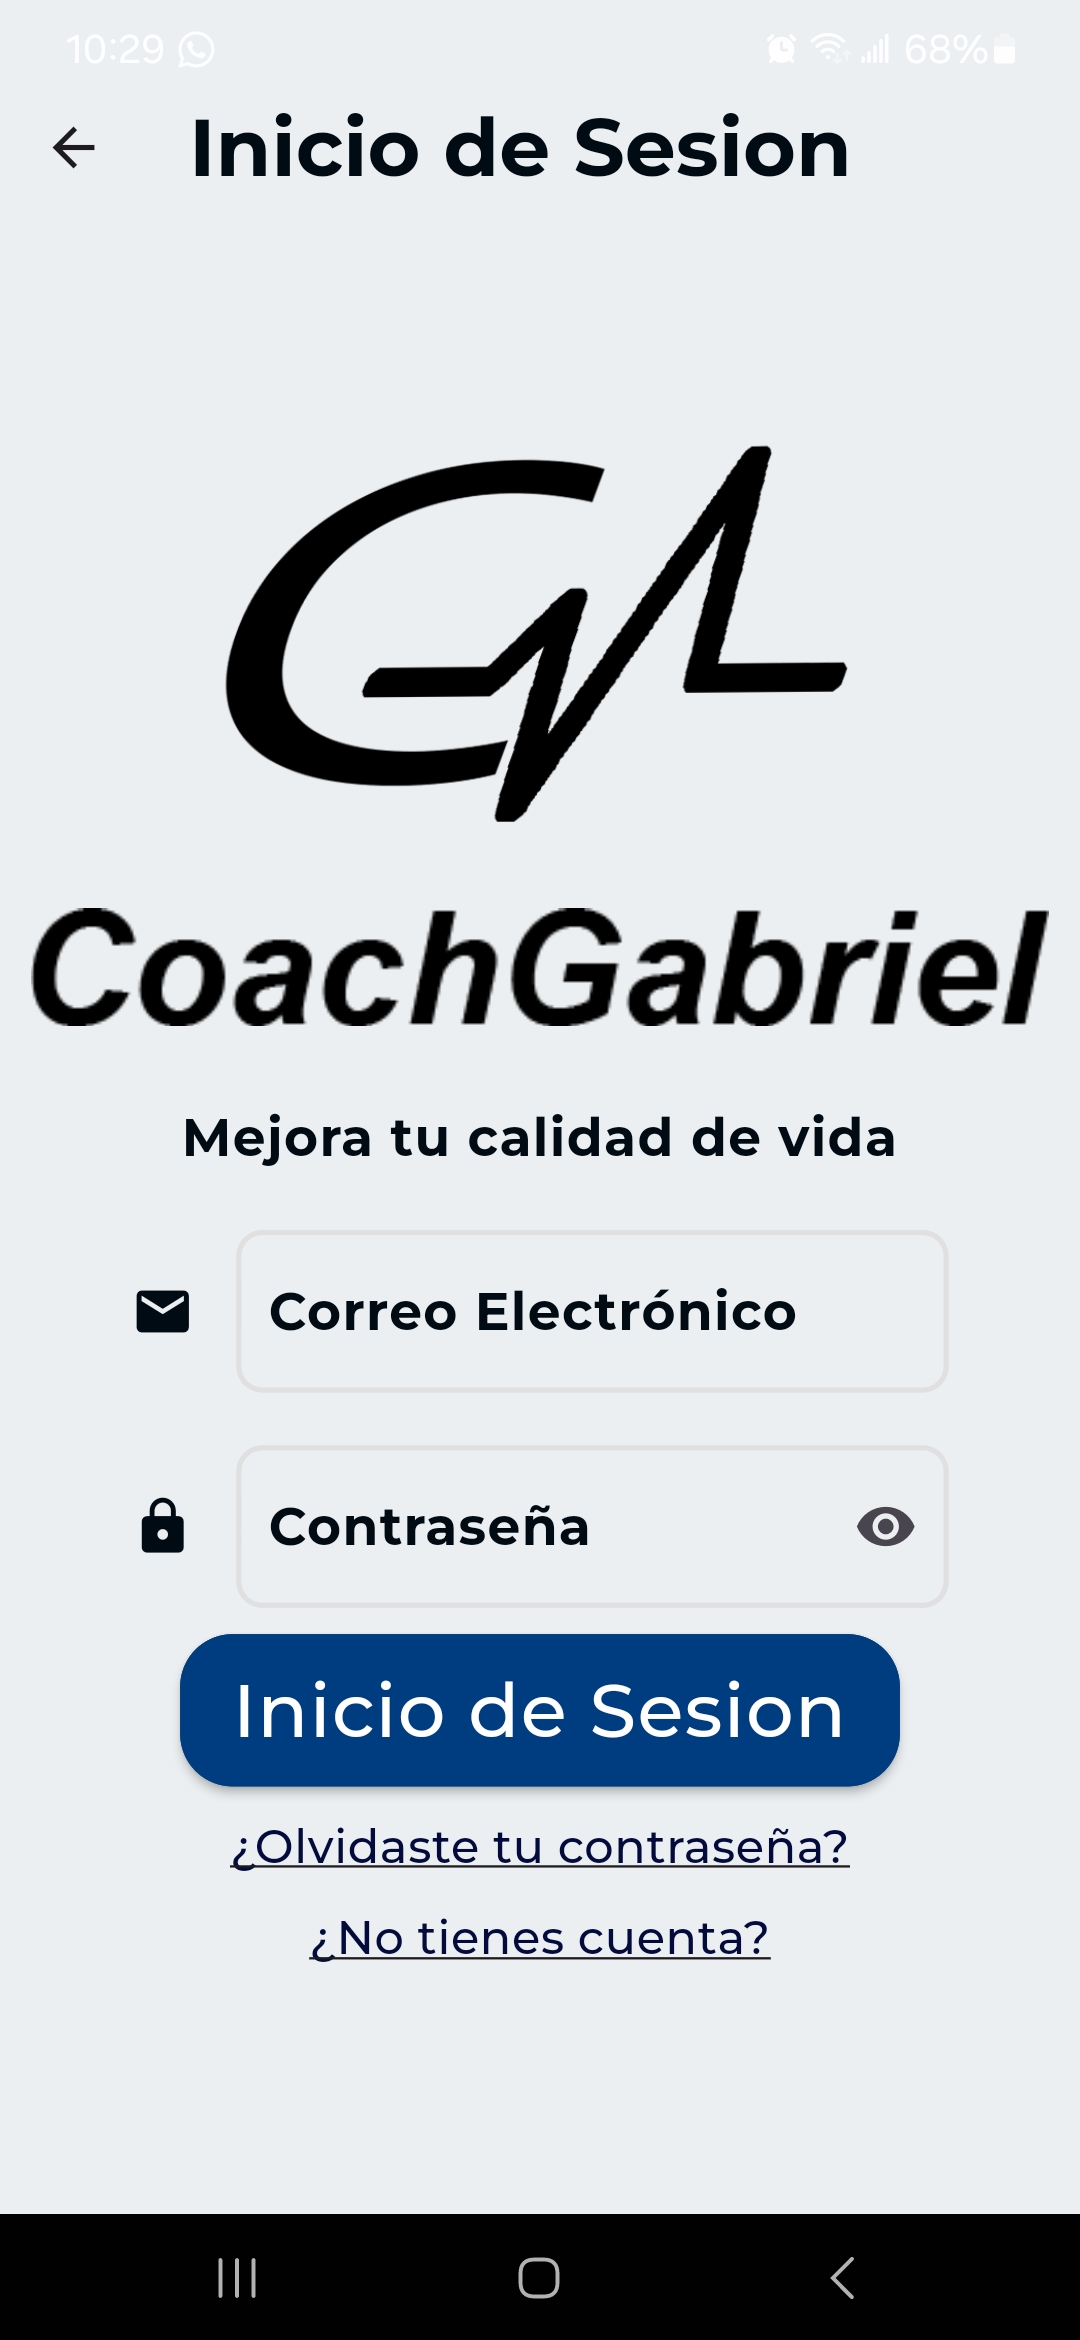 10:29 68%
Inicio de Sesion
CoachGabriel
Mejora tu calidad de vida
Correo Electrónico
Contraseña
Inicio de Sesion
¿Olvidaste tu contraseña?
¿No tienes cuenta?